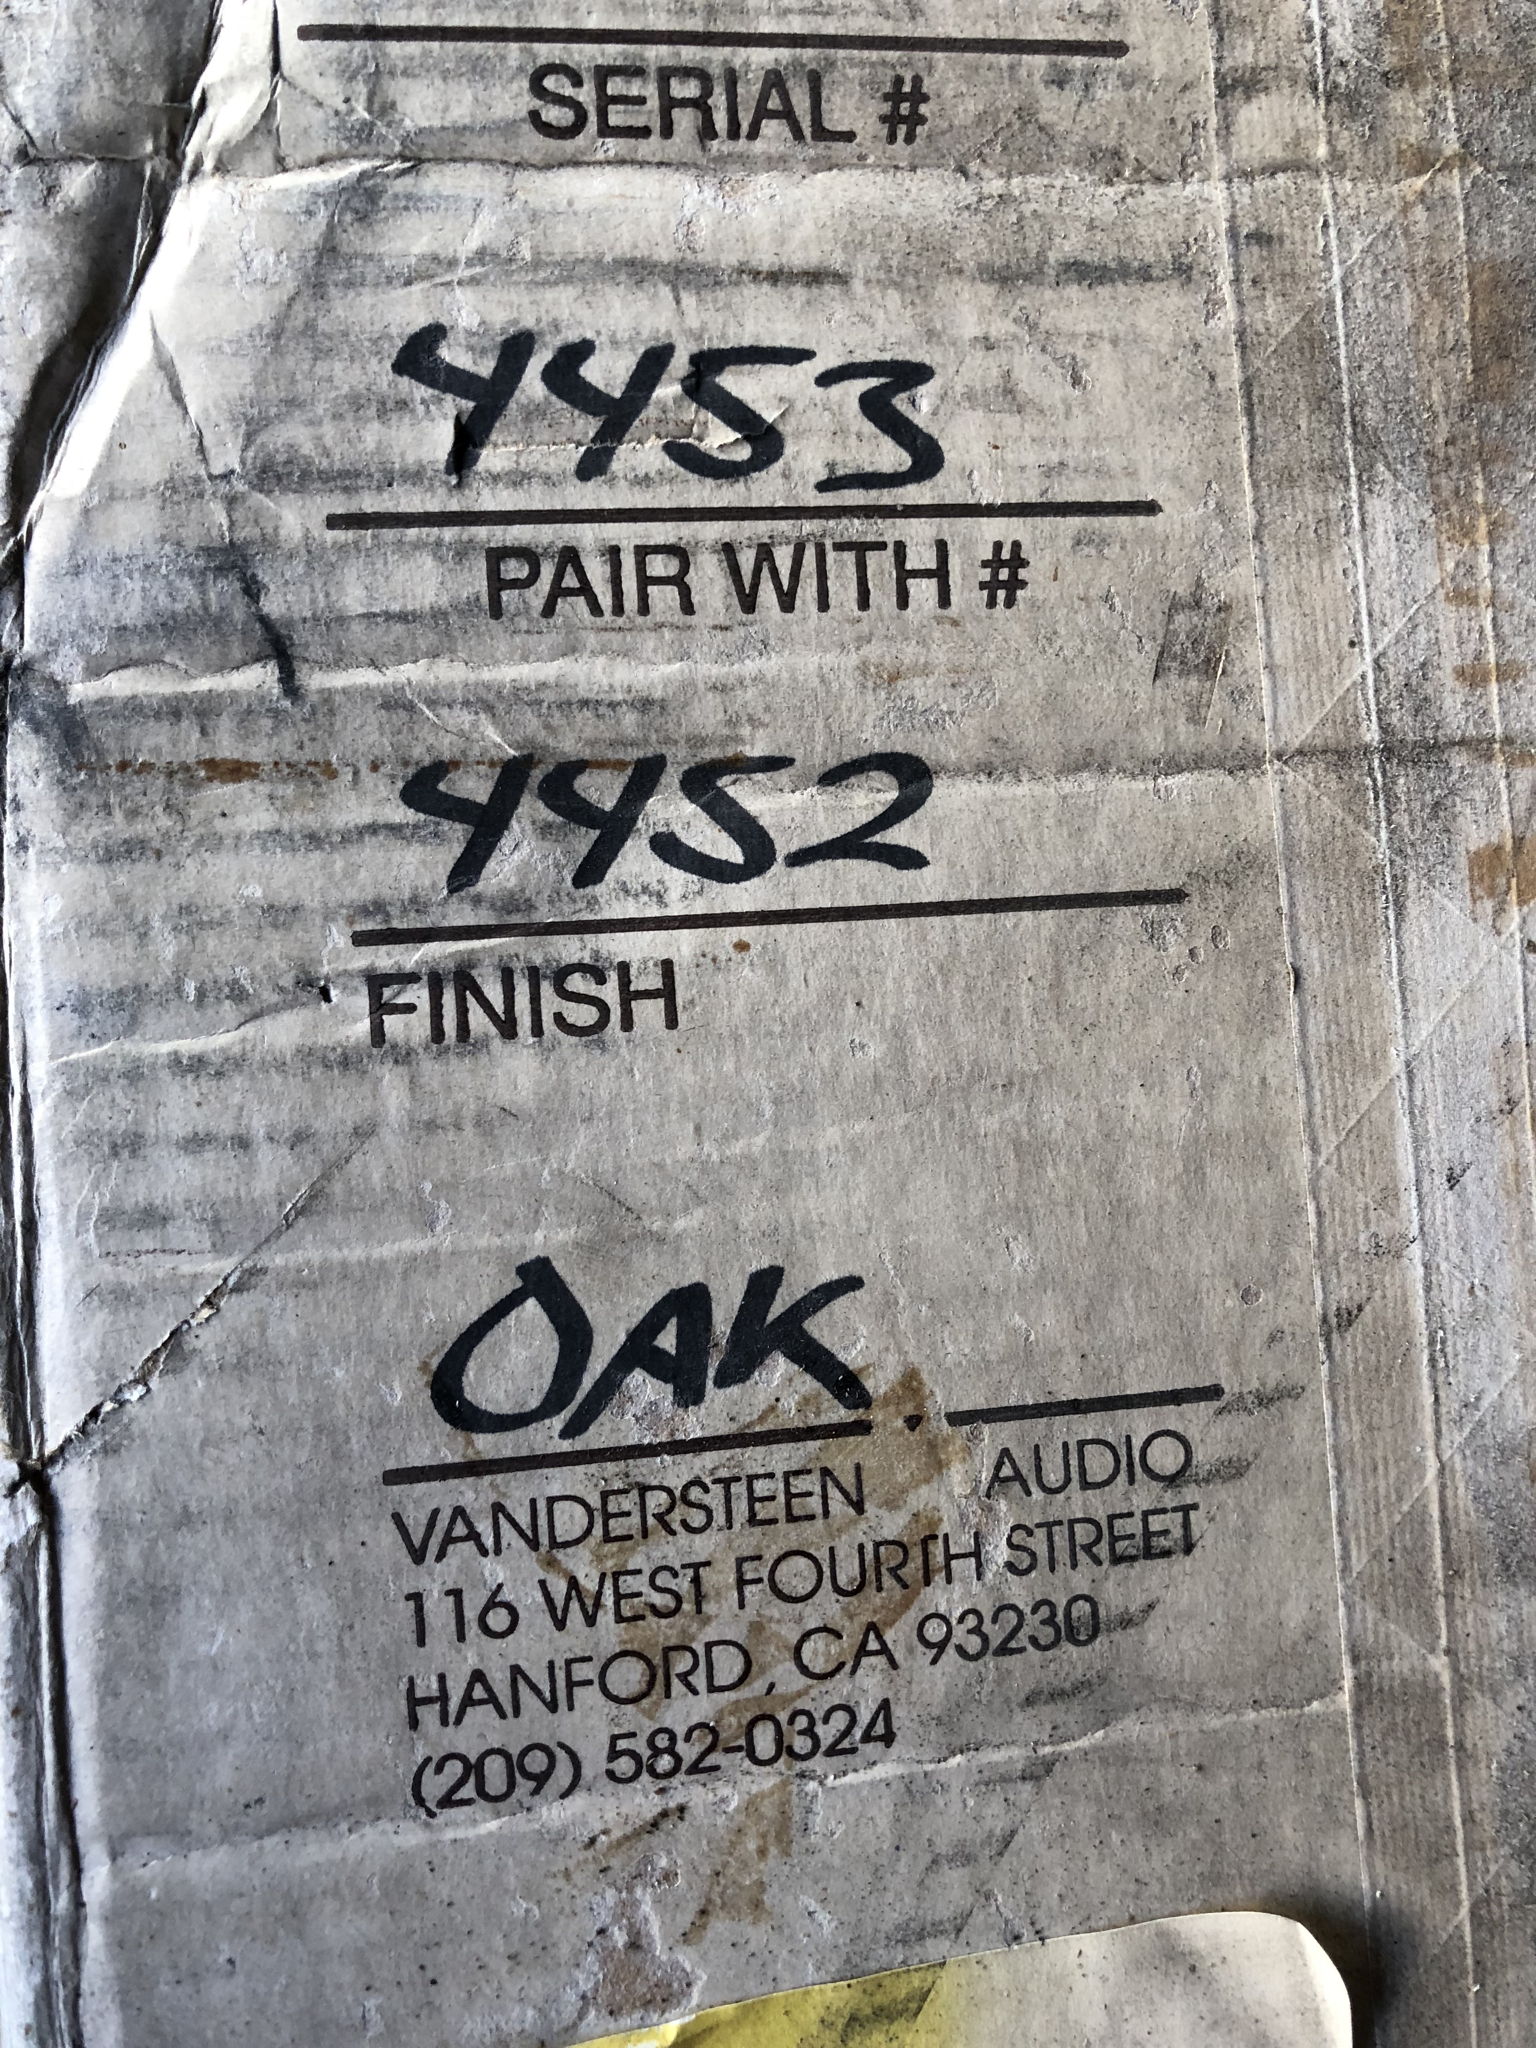 SERIAL #
4453
PAIR WITH #
4452
FINISH
OAK
VANDERSTEEN AUDIO
116 WEST FOURTH STREET
HANFORD, CA 93230
(209) 582-0324